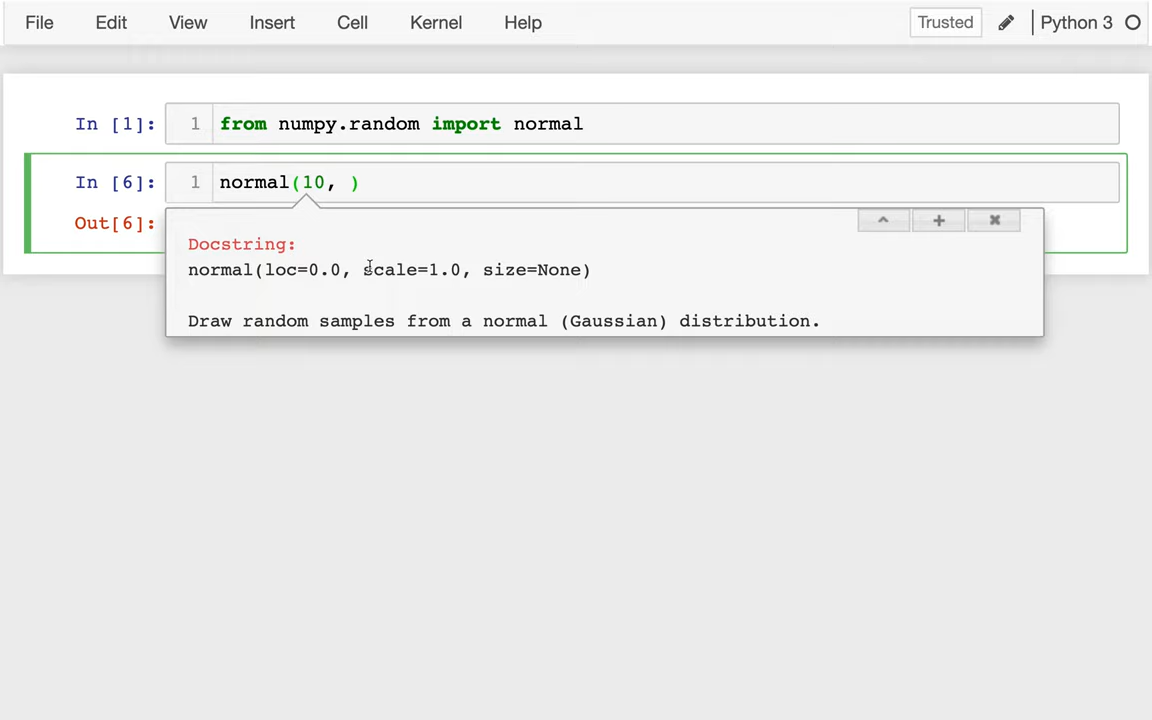 File Edit View Insert Cell Kernel Help Trusted Python 3
In [1]: 1 from numpy.random import normal
In [6]: 1 normal(10, )
Out[6]:
Docstring:
normal(loc=0.0, scale=1.0, size=None)
Draw random samples from a normal (Gaussian) distribution.